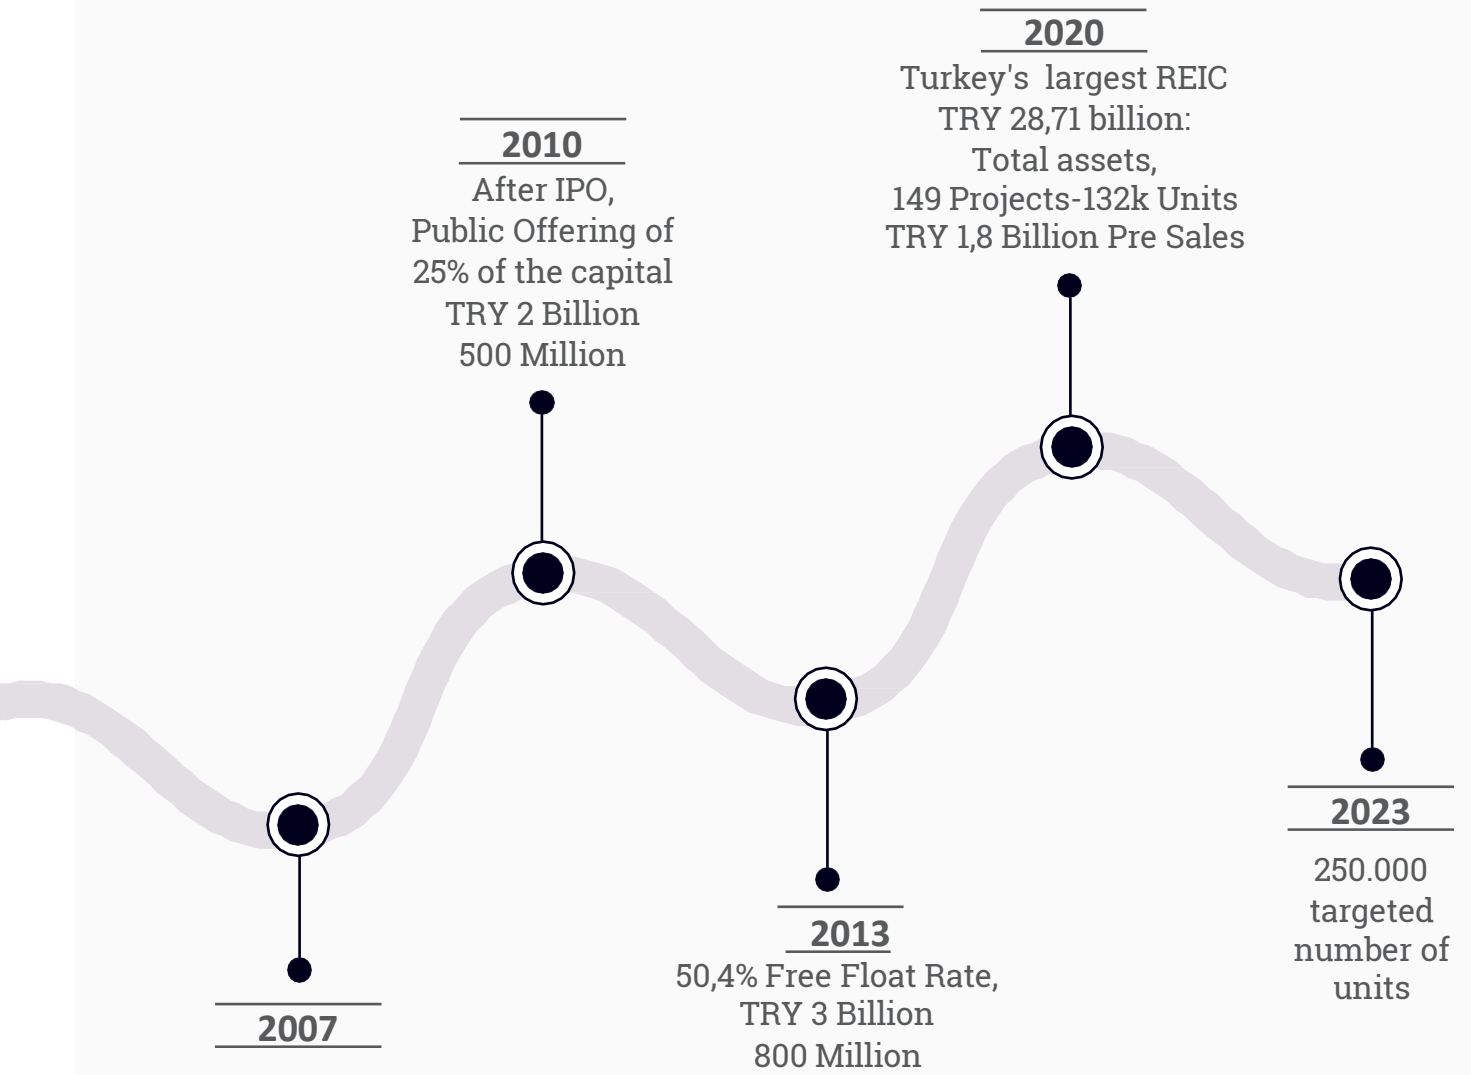 2007
2010
After IPO,
Public Offering of
25% of the capital
TRY 2 Billion
500 Million
2013
50,4% Free Float Rate,
TRY 3 Billion
800 Million
2020
Turkey's  largest REIC
TRY 28,71 billion:
Total assets,
149 Projects-132k Units
TRY 1,8 Billion Pre Sales
2023
250.000
targeted
number of
units